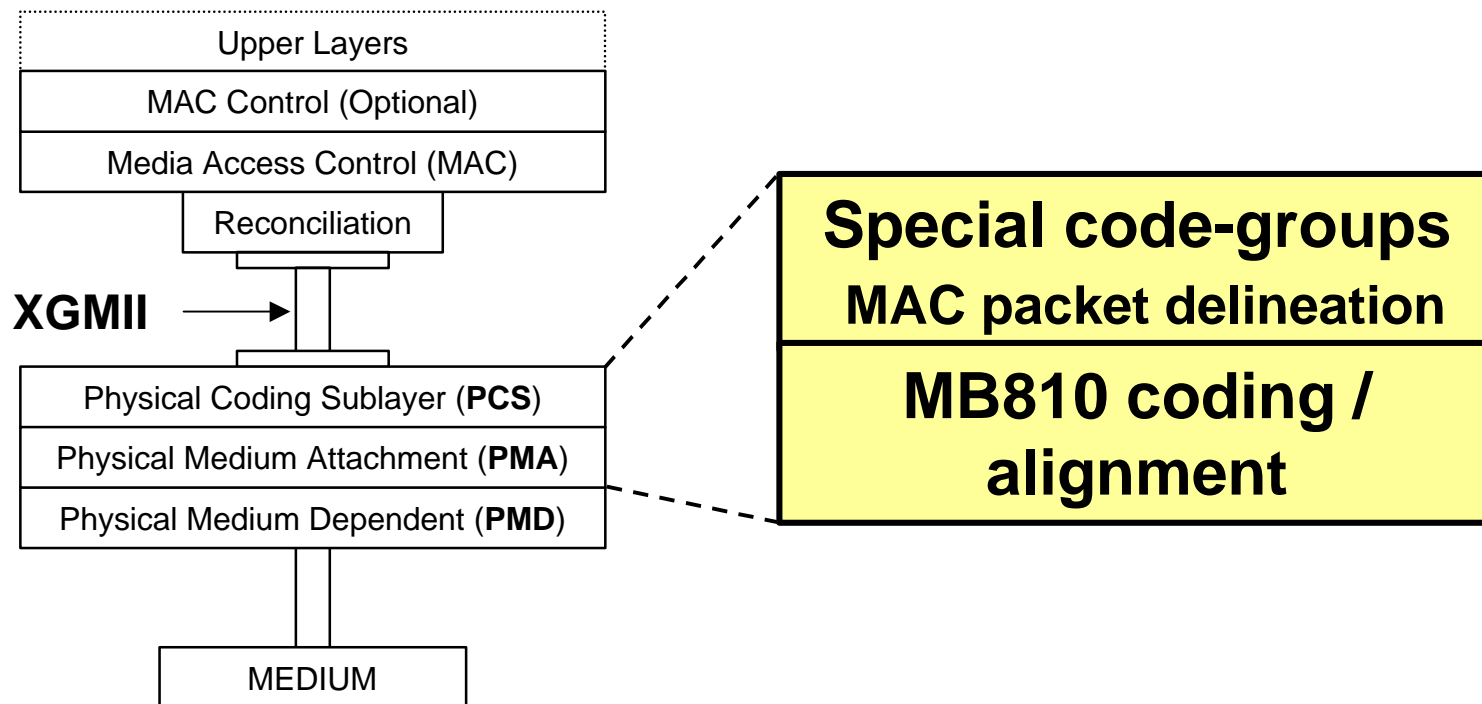 Upper Layers
MAC Control (Optional)
Media Access Control (MAC)
Reconciliation
XGMII
Physical Coding Sublayer (PCS)
Physical Medium Attachment (PMA)
Physical Medium Dependent (PMD)
MEDIUM
Special code-groups
MAC packet delineation
MB810 coding /
alignment